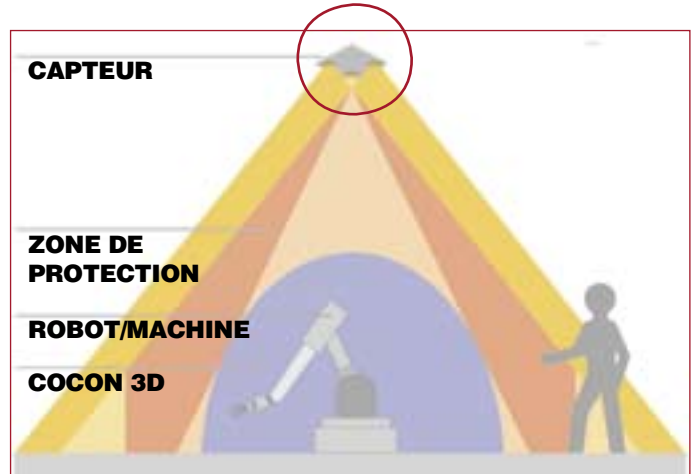 CAPTEUR
ZONE DE
PROTECTION
ROBOT/MACHINE
COCON 3D